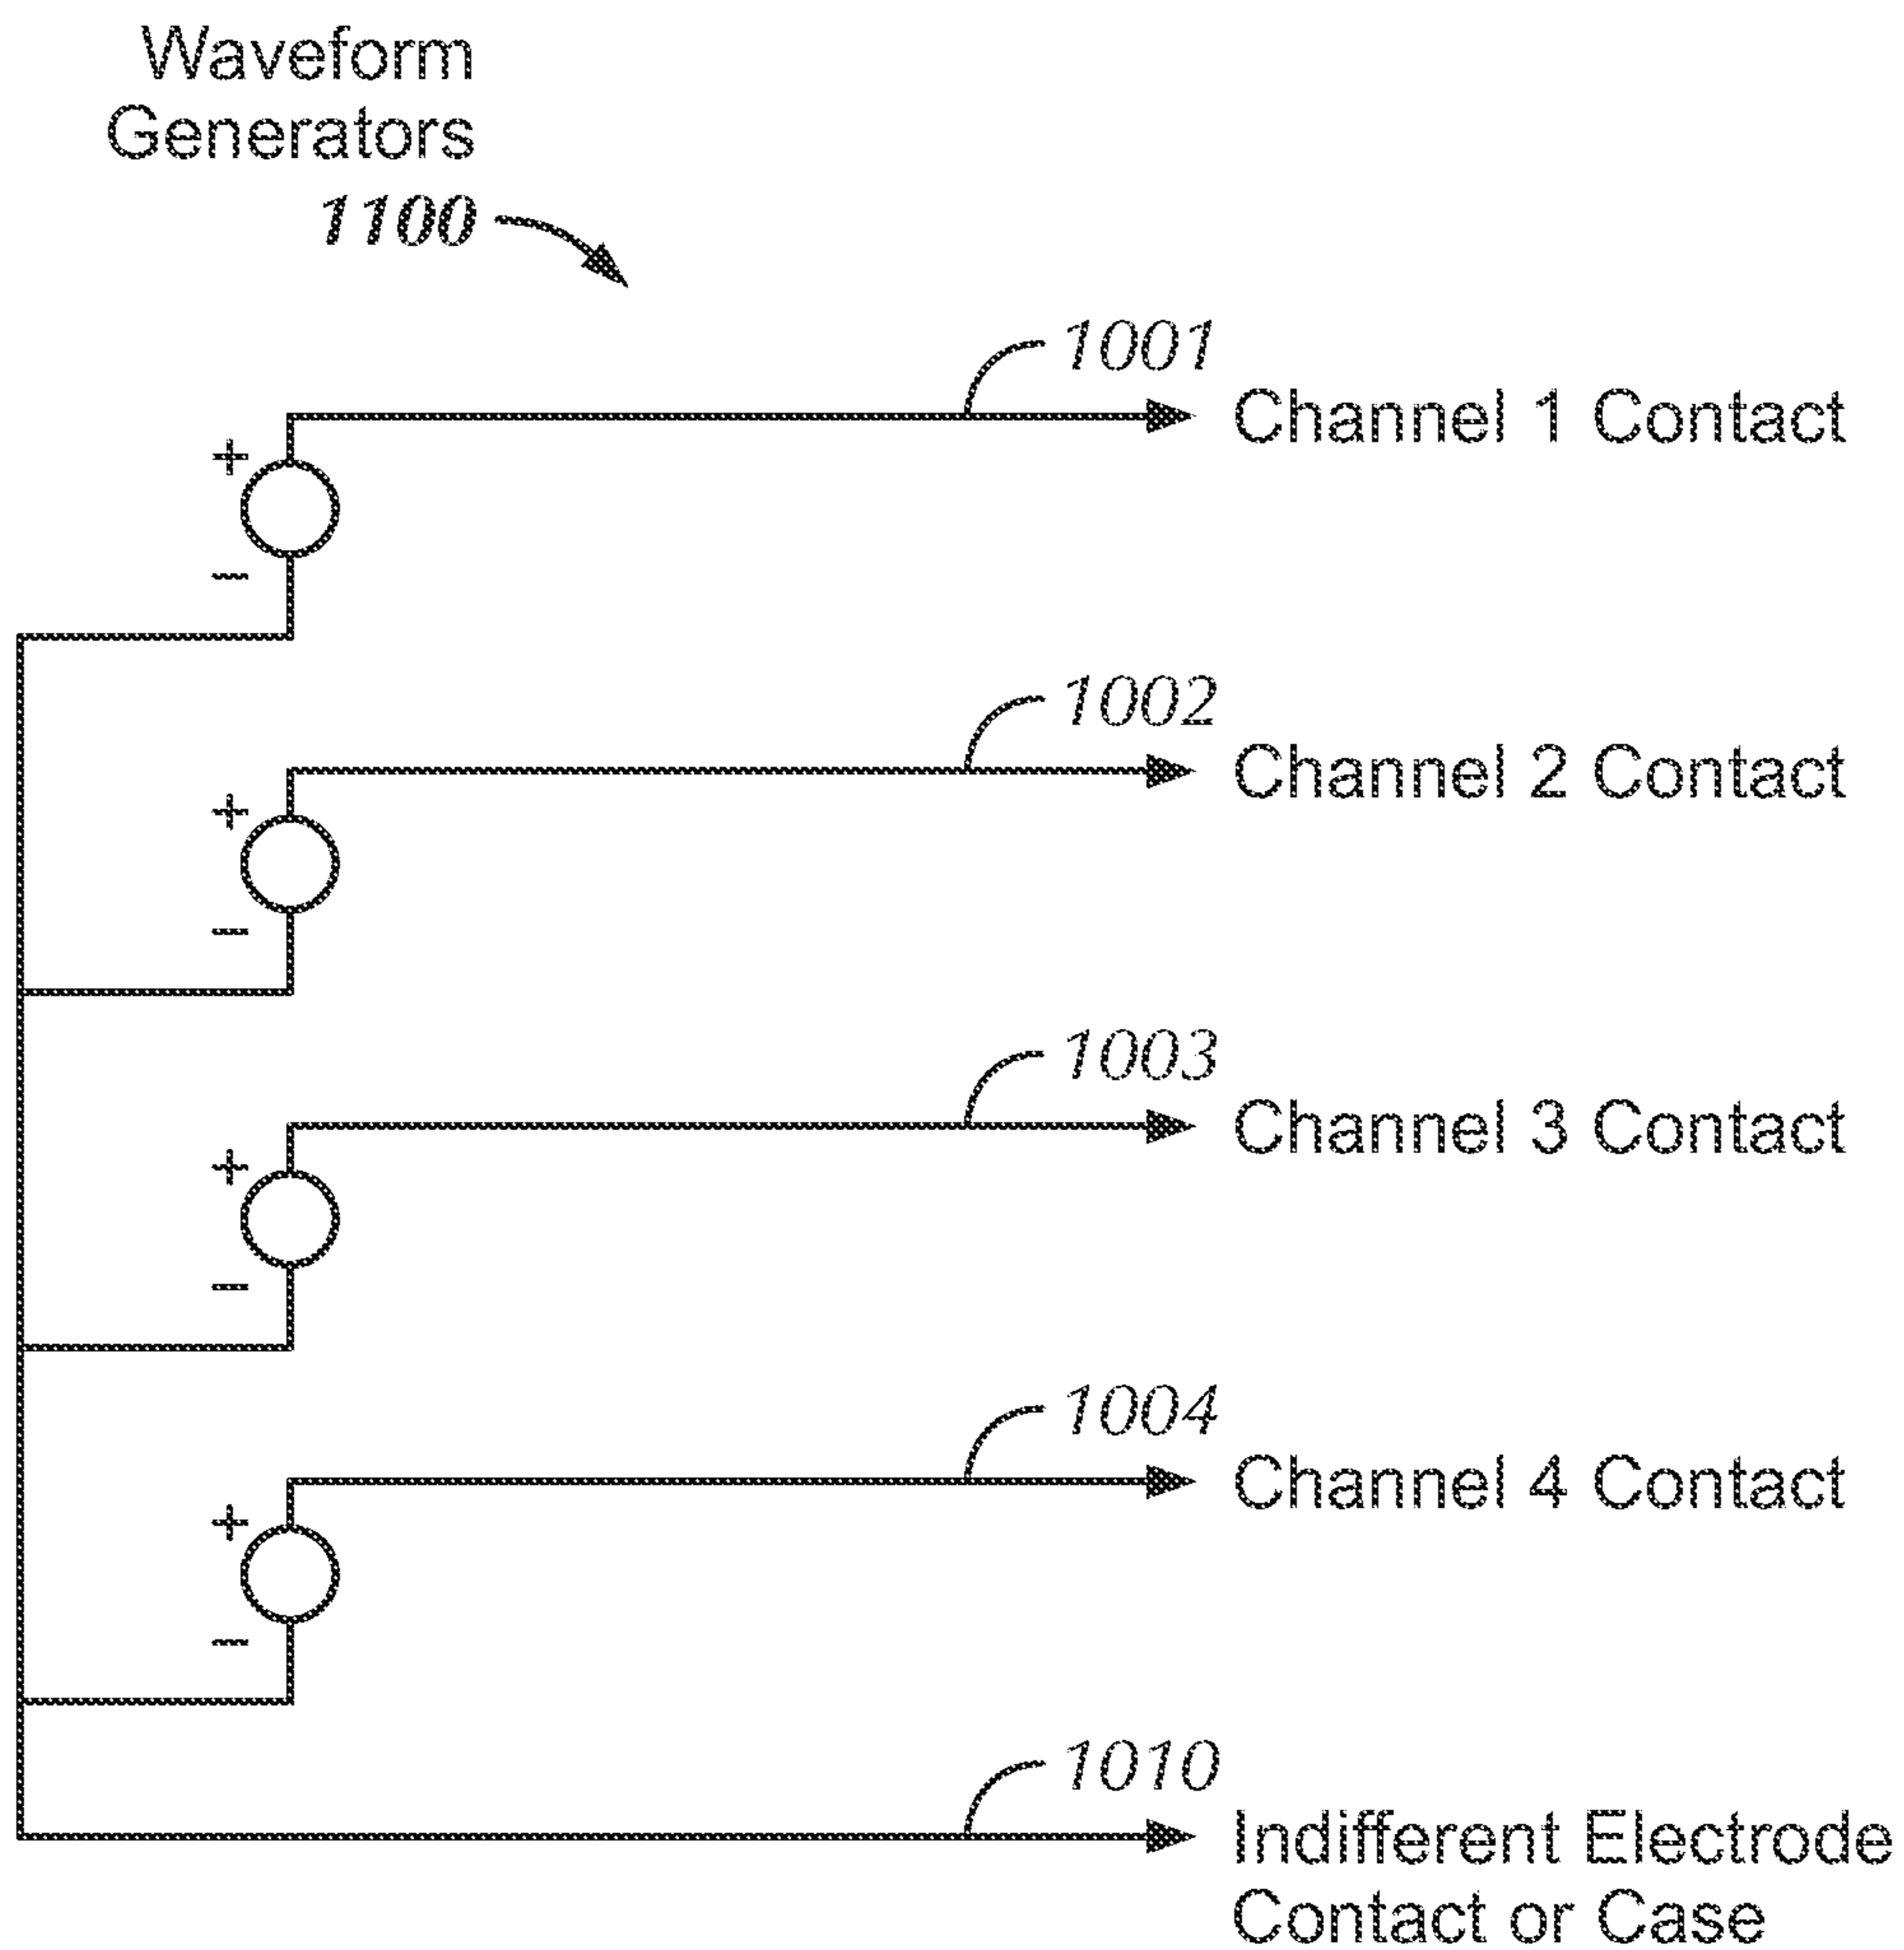 Waveform
Generators
1100
1001
Channel 1 Contact
+
−
1002
Channel 2 Contact
+
−
1003
Channel 3 Contact
+
−
1004
Channel 4 Contact
+
−
1010
Indifferent Electrode
Contact or Case